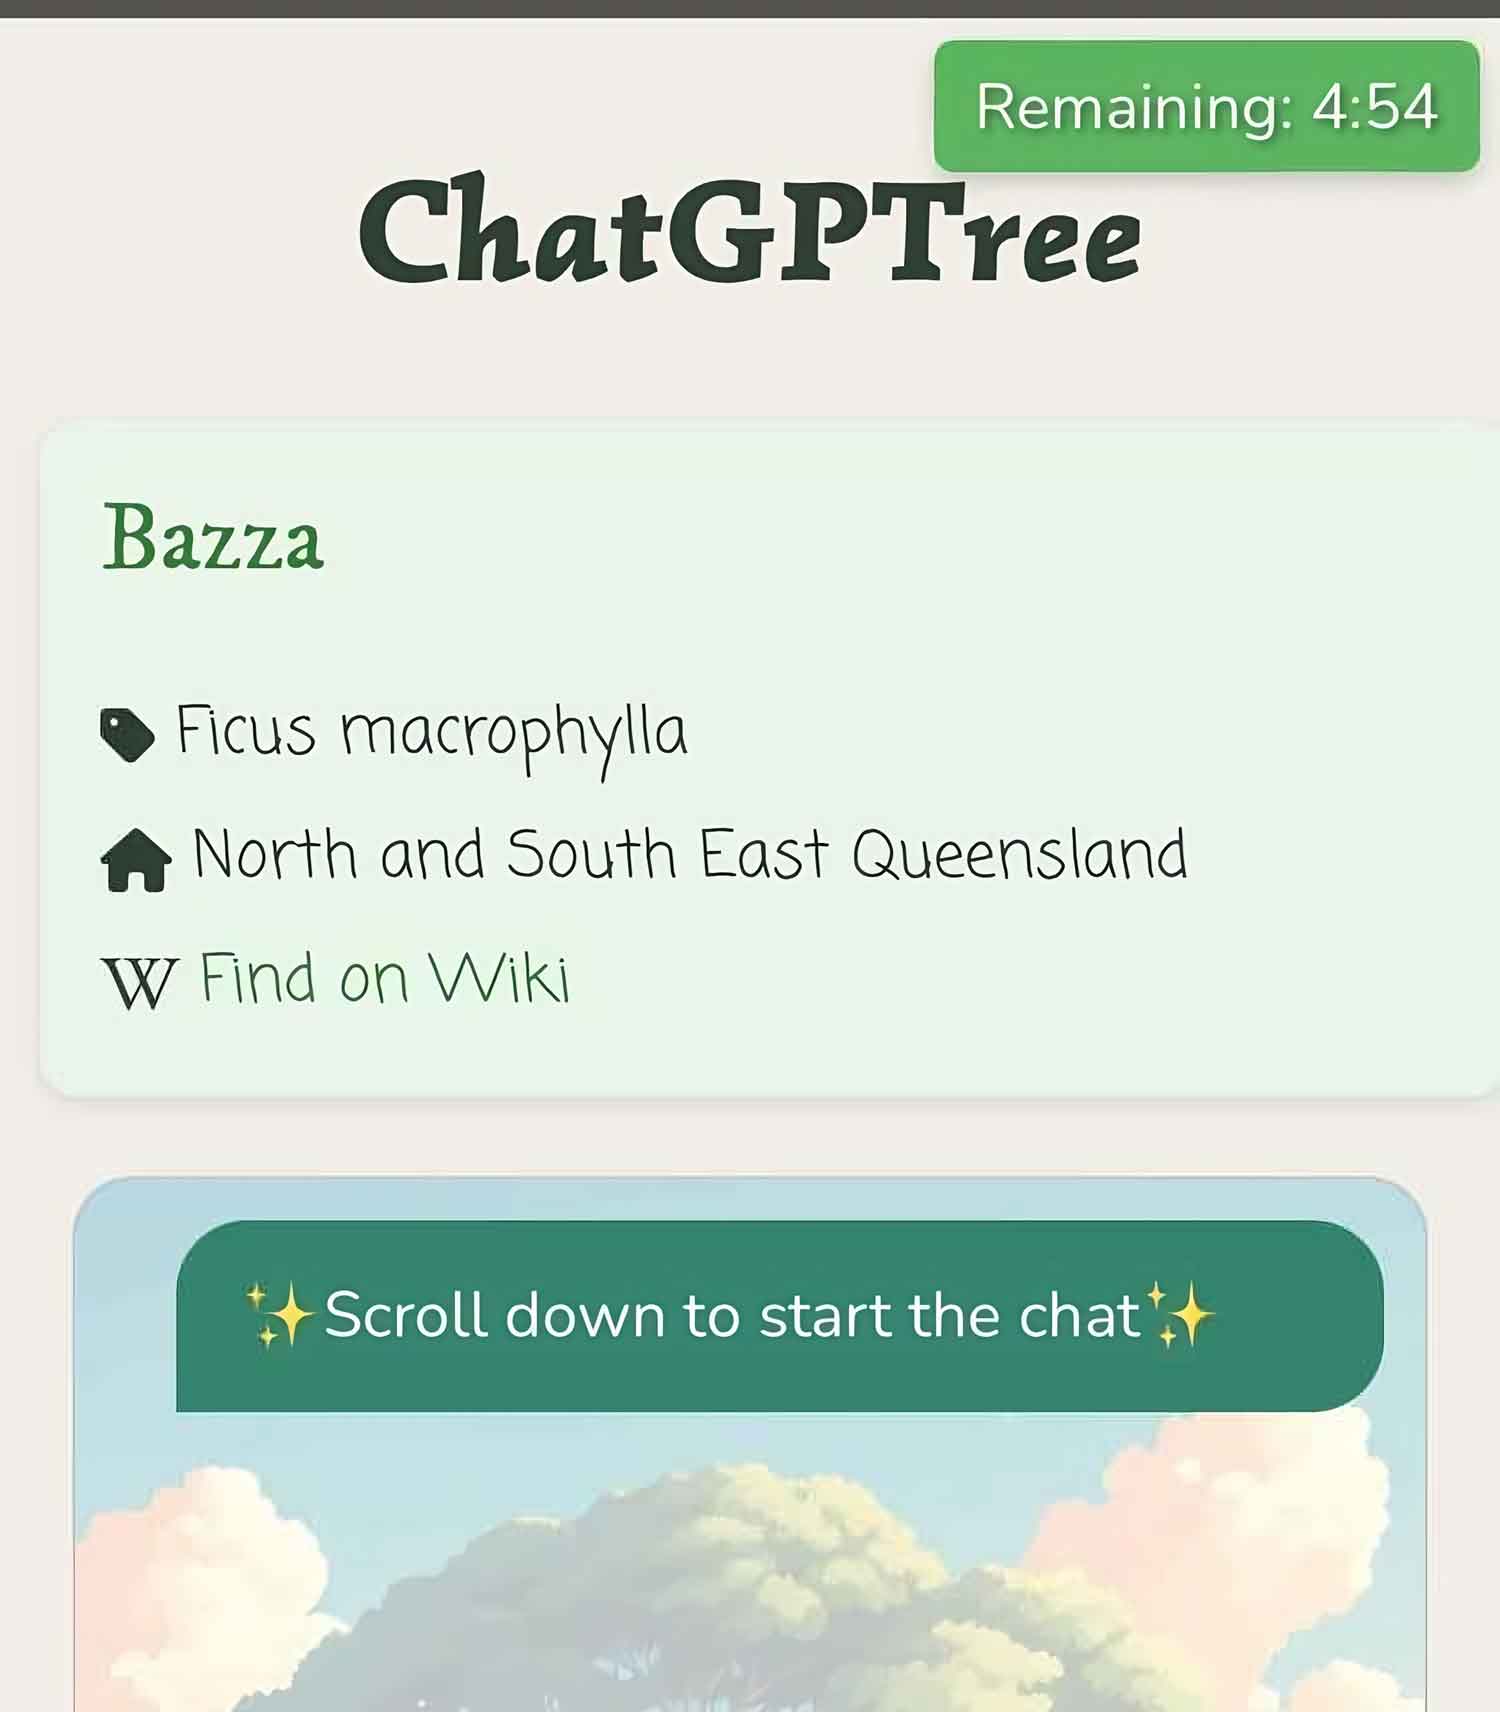 Remaining: 4:54
ChatGPTree
Bazza
Ficus macrophylla
North and South East Queensland
W Find on Wiki
✨Scroll down to start the chat✨